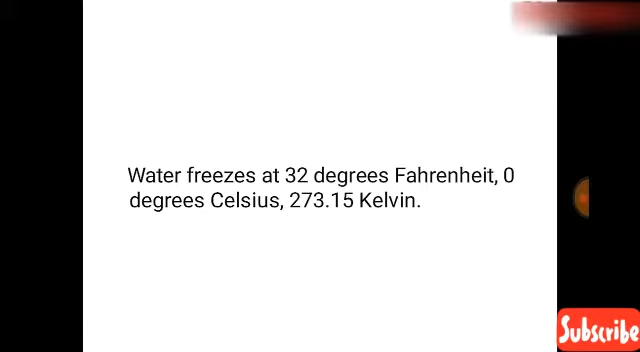 Water freezes at 32 degrees Fahrenheit, 0
degrees Celsius, 273.15 Kelvin.
Subscribe